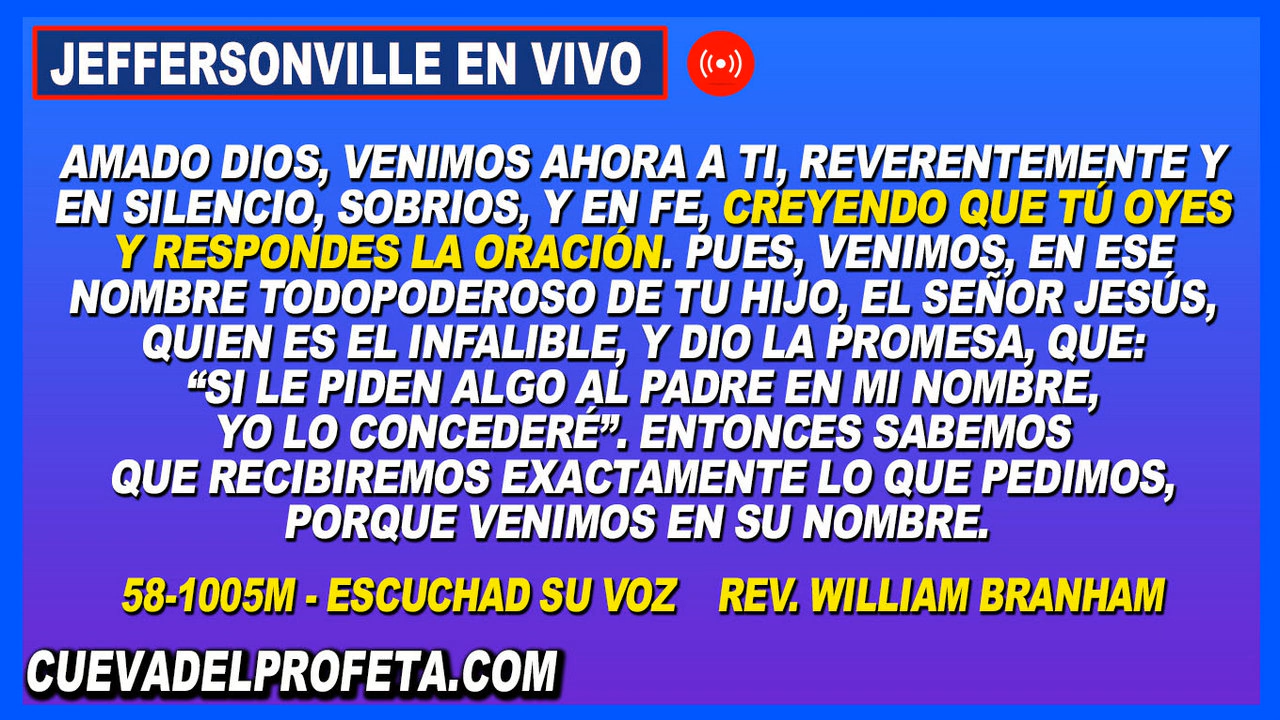 JEFFERSONVILLE EN VIVO
AMADO DIOS, VENIMOS AHORA A TI, REVERENTEMENTE Y
EN SILENCIO, SOBRIOS, Y EN FE, CREYENDO QUE TÚ OYES
Y RESPONDES LA ORACIÓN. PUES, VENIMOS, EN ESE
NOMBRE TODOPODEROSO DE TU HIJO, EL SEÑOR JESÚS,
QUIEN ES EL INFALIBLE, Y DIO LA PROMESA, QUE:
“SI LE PIDEN ALGO AL PADRE EN MI NOMBRE,
YO LO CONCEDERÉ”. ENTONCES SABEMOS
QUE RECIBIREMOS EXACTAMENTE LO QUE PEDIMOS,
PORQUE VENIMOS EN SU NOMBRE.
58-1005M - ESCUCHAD SU VOZ REV. WILLIAM BRANHAM
CUEVADELPROFETA.COM